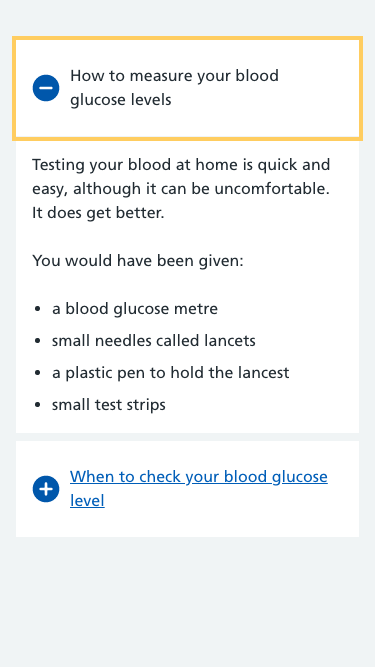 How to measure your blood
glucose levels
Testing your blood at home is quick and
easy, although it can be uncomfortable.
It does get better.
You would have been given:
• a blood glucose metre
• small needles called lancets
• a plastic pen to hold the lancest
• small test strips
When to check your blood glucose
level